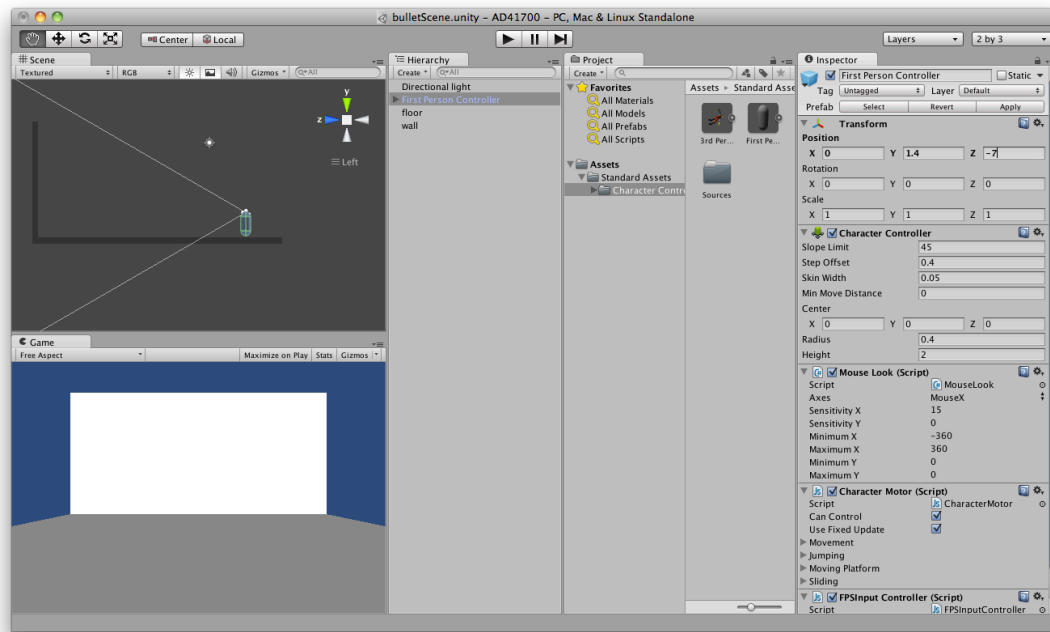 bulletScene.unity - AD41700 - PC, Mac & Linux Standalone
Center Local Layers 2 by 3
Scene
Textured RGB Gizmos All
y
z
Left
Game
Free Aspect Maximize on Play Stats Gizmos
Hierarchy
Create All
Directional light
First Person Controller
floor
wall
Project
Create
Favorites
All Materials
All Models
All Prefabs
All Scripts
Assets
Standard Assets
Character Contr
Assets Standard Asse
3rd Per... First Pe...
Sources
Inspector
First Person Controller Static
Tag Untagged Layer Default
Prefab Select Revert Apply
Transform
Position
X 0 Y 1.4 Z -7
Rotation
X 0 Y 0 Z 0
Scale
X 1 Y 1 Z 1
Character Controller
Slope Limit 45
Step Offset 0.4
Skin Width 0.05
Min Move Distance 0
Center
X 0 Y 0 Z 0
Radius 0.4
Height 2
Mouse Look (Script)
Script MouseLook
Axes MouseX
Sensitivity X 15
Sensitivity Y 0
Minimum X -360
Maximum X 360
Minimum Y 0
Maximum Y 0
Character Motor (Script)
Script CharacterMotor
Can Control
Use Fixed Update
Movement
Jumping
Moving Platform
Sliding
FPSInput Controller (Script)
Script FPSInputController